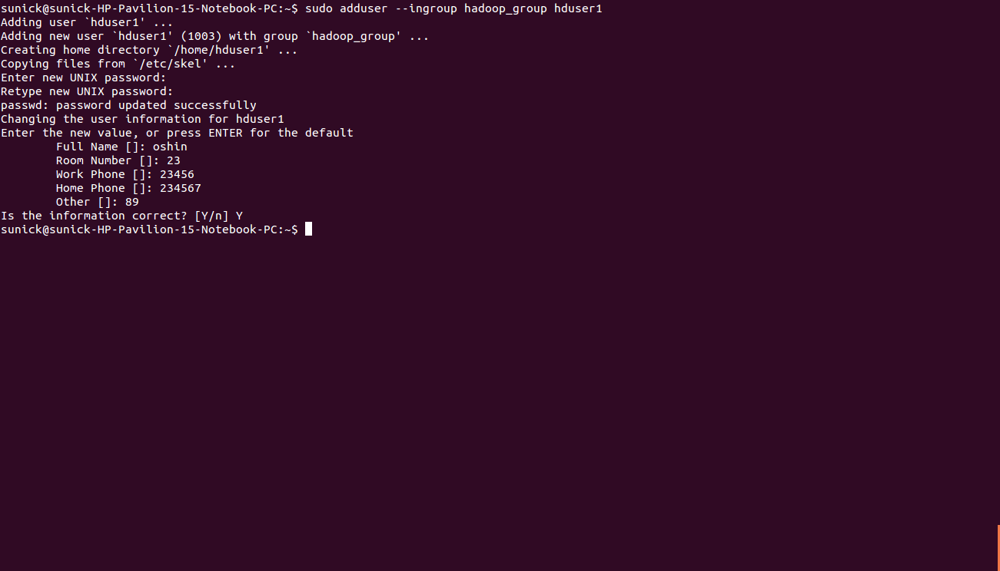 sunick@sunick-HP-Pavilion-15-Notebook-PC:~$ sudo adduser --ingroup hadoop_group hduser1
Adding user `hduser1' ...
Adding new user `hduser1' (1003) with group `hadoop_group' ...
Creating home directory `/home/hduser1' ...
Copying files from `/etc/skel' ...
Enter new UNIX password:
Retype new UNIX password:
passwd: password updated successfully
Changing the user information for hduser1
Enter the new value, or press ENTER for the default
        Full Name []: oshin
        Room Number []: 23
        Work Phone []: 23456
        Home Phone []: 234567
        Other []: 89
Is the information correct? [Y/n] Y
sunick@sunick-HP-Pavilion-15-Notebook-PC:~$